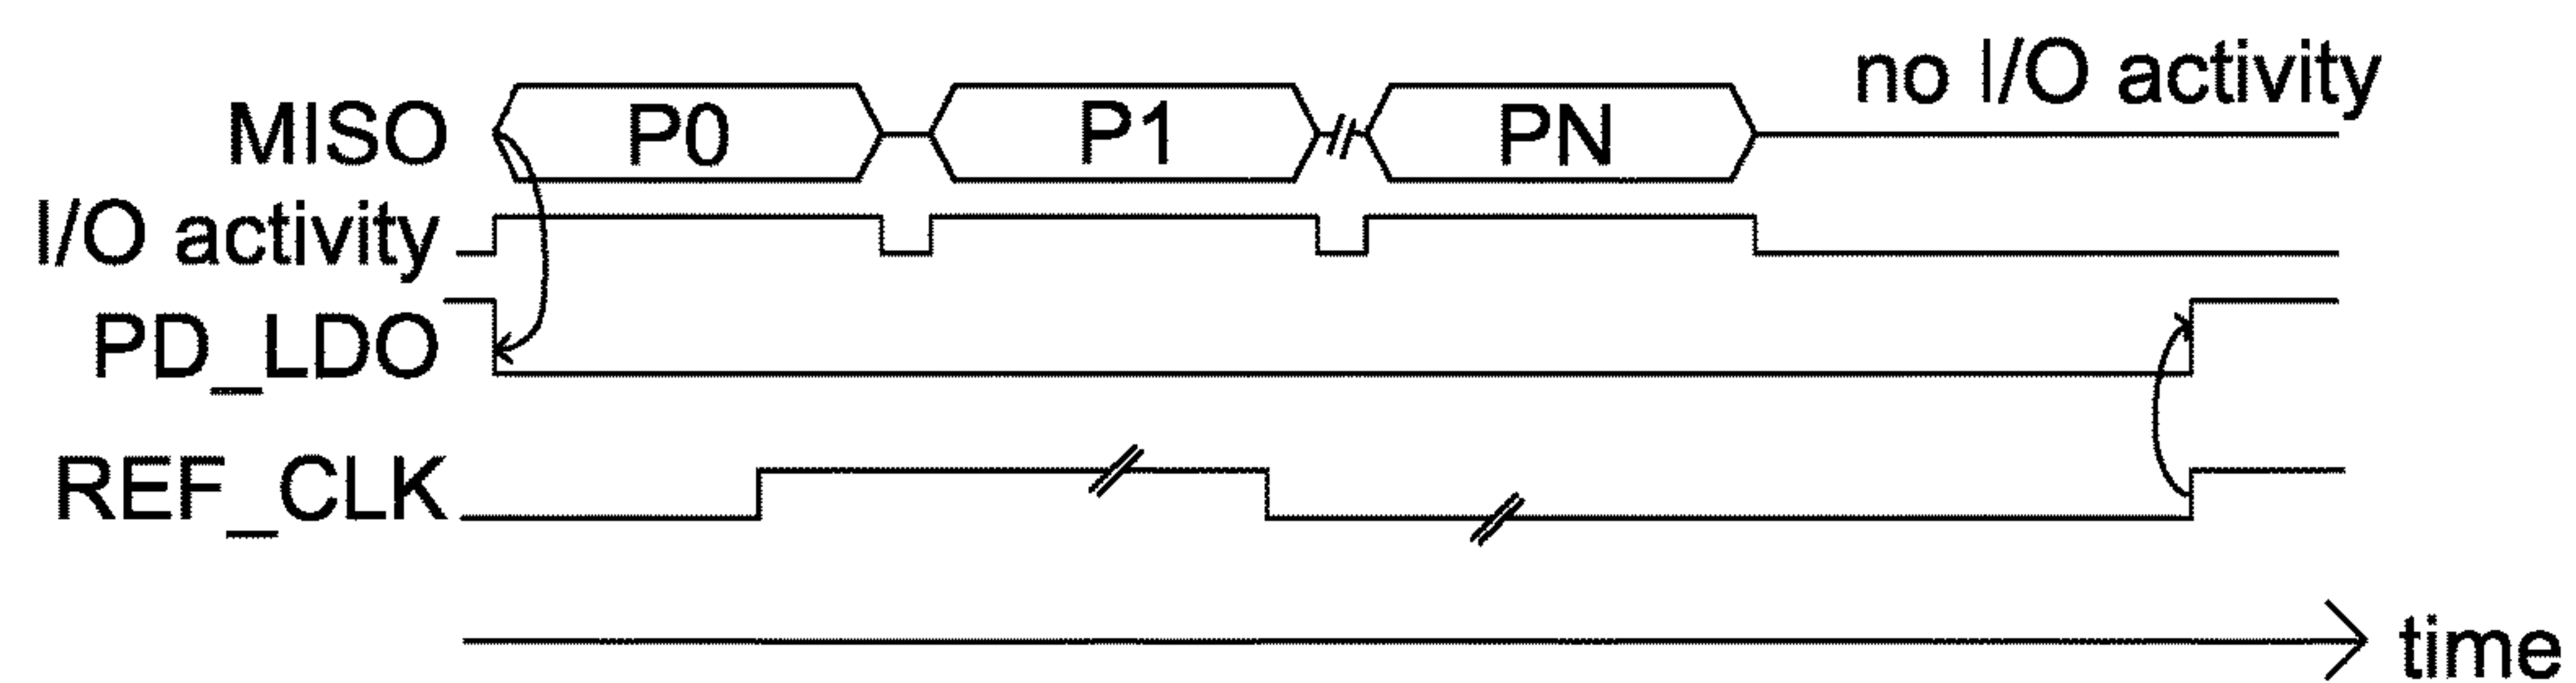 no I/O activity
MISO P0 P1 PN
I/O activity
PD_LDO
REF_CLK
time